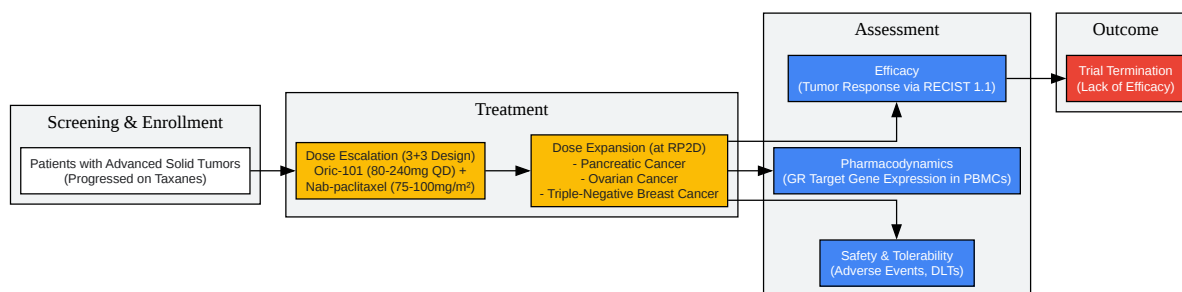 Screening & Enrollment
Patients with Advanced Solid Tumors
(Progressed on Taxanes)
Treatment
Dose Escalation (3+3 Design)
Oric-101 (80-240mg QD) +
Nab-paclitaxel (75-100mg/m²)
Dose Expansion (at RP2D)
- Pancreatic Cancer
- Ovarian Cancer
- Triple-Negative Breast Cancer
Assessment
Efficacy
(Tumor Response via RECIST 1.1)
Pharmacodynamics
(GR Target Gene Expression in PBMCs)
Safety & Tolerability
(Adverse Events, DLTs)
Outcome
Trial Termination
(Lack of Efficacy)